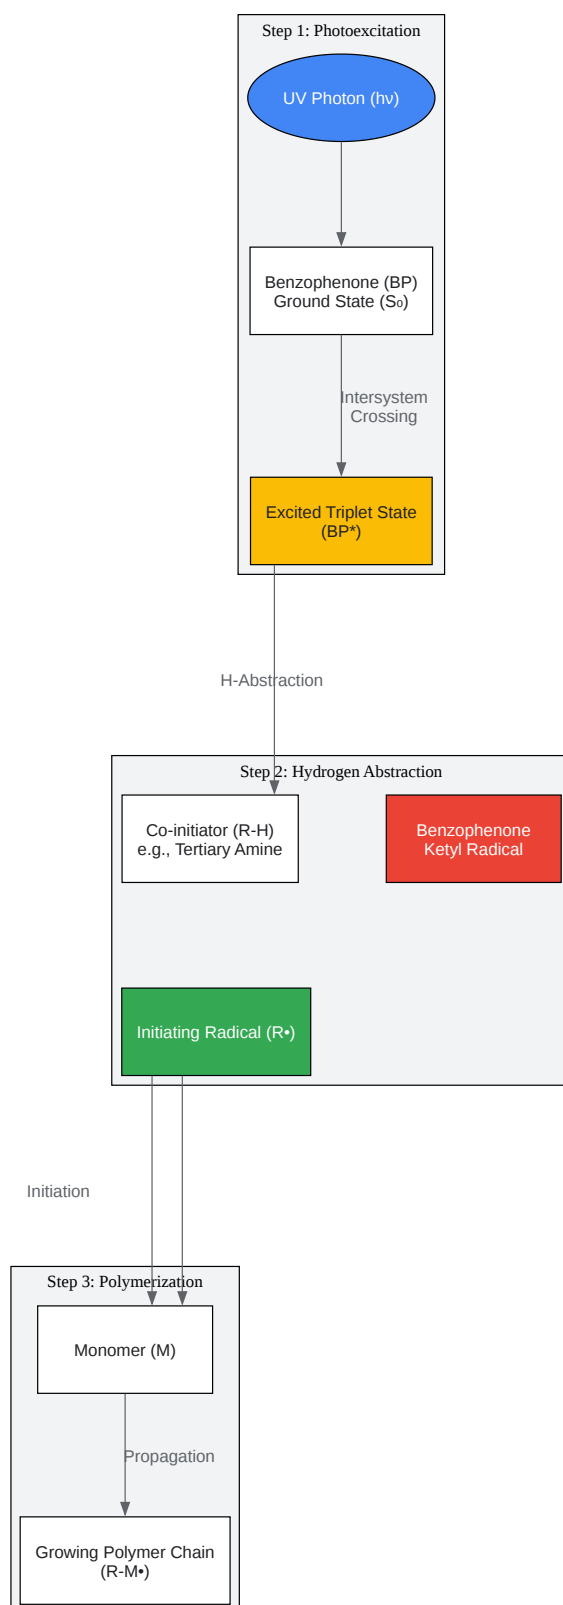 Step 1: Photoexcitation
UV Photon (hν)
Benzophenone (BP)
Ground State (S₀)
Intersystem
Crossing
Excited Triplet State
(BP*)
H-Abstraction
Step 2: Hydrogen Abstraction
Co-initiator (R-H)
e.g., Tertiary Amine
Benzophenone
Ketyl Radical
Initiating Radical (R•)
Initiation
Step 3: Polymerization
Monomer (M)
Propagation
Growing Polymer Chain
(R-M•)